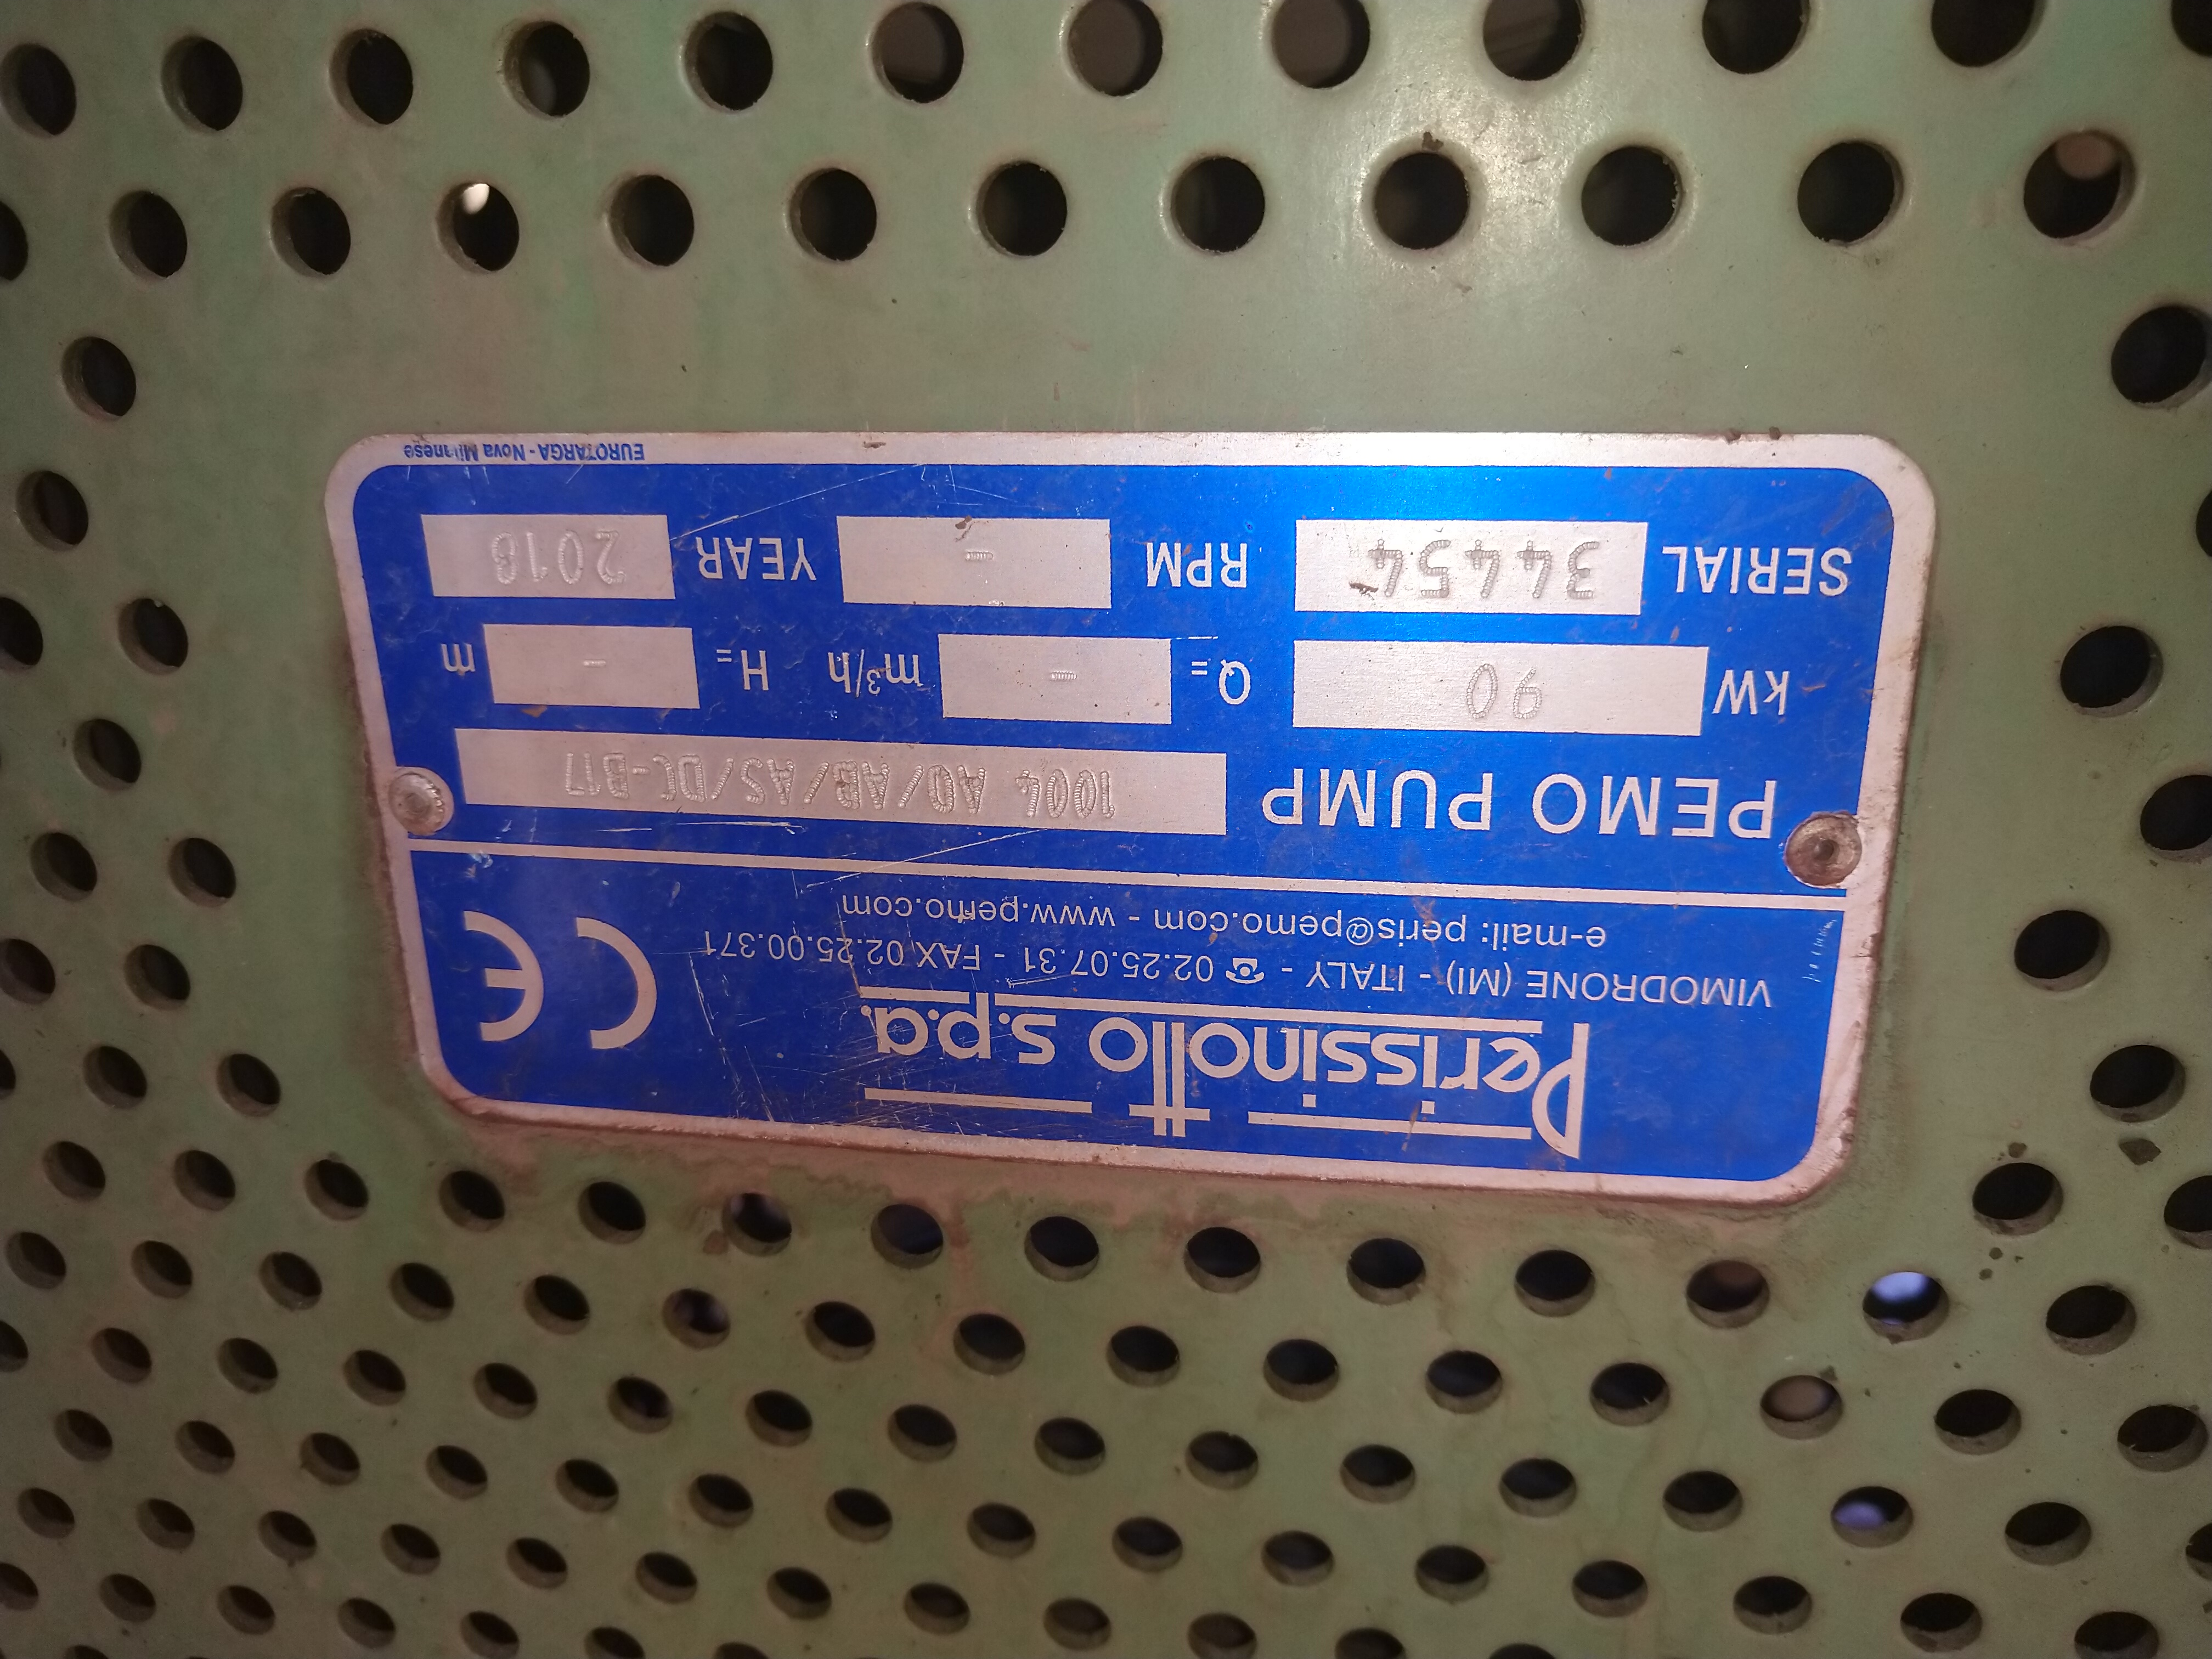 Perissinotto s.p.a.
VIMODRONE (MI) - ITALY - ☎ 02.25.07.31 - FAX 02.25.00.371
e-mail: peris@pemo.com - www.pemo.com
CE
PEMO PUMP 1004 AO/AB/AS/DC-B17
kW 90 Q= - m³/h H= - m
SERIAL 34454 RPM - YEAR 2018
EUROTARGA - Nova Milanese